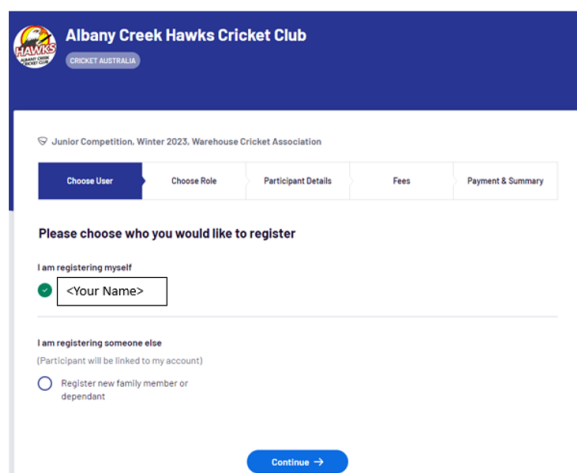 Albany Creek Hawks Cricket Club
HAWKS
ALBANY CREEK
CRICKET CLUB
CRICKET AUSTRALIA
Junior Competition, Winter 2023, Warehouse Cricket Association
Choose User
Choose Role
Participant Details
Fees
Payment & Summary
Please choose who you would like to register
I am registering myself
<Your Name>
I am registering someone else
(Participant will be linked to my account)
Register new family member or
dependant
Continue →